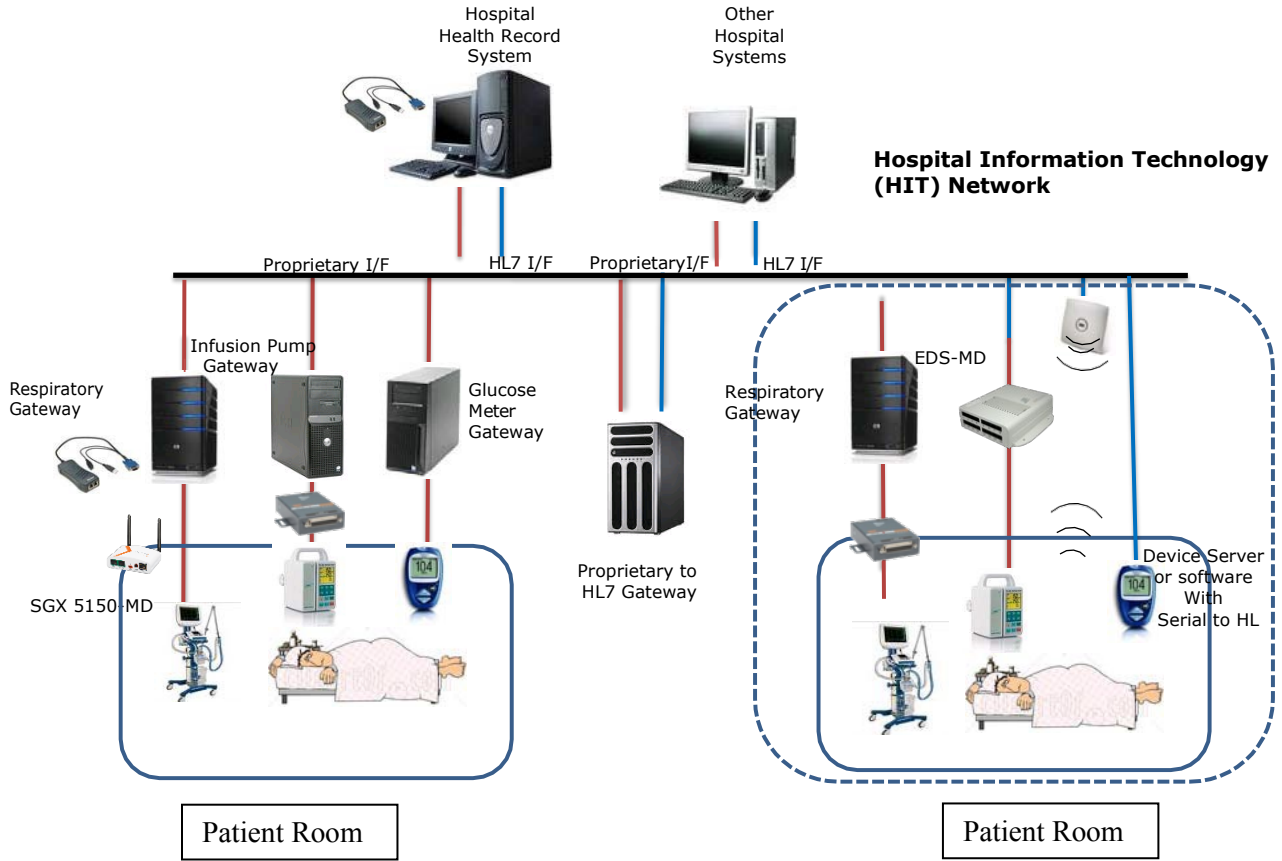 Hospital
Health Record
System
Other
Hospital
Systems
Hospital Information Technology
(HIT) Network
Proprietary I/F
HL7 I/F
ProprietaryI/F
HL7 I/F
Infusion Pump
Gateway
Respiratory
Gateway
Glucose
Meter
Gateway
EDS-MD
Respiratory
Gateway
SGX 5150-MD
104
Proprietary to
HL7 Gateway
104
Device Server
or software
With
Serial to HL
Patient Room
Patient Room